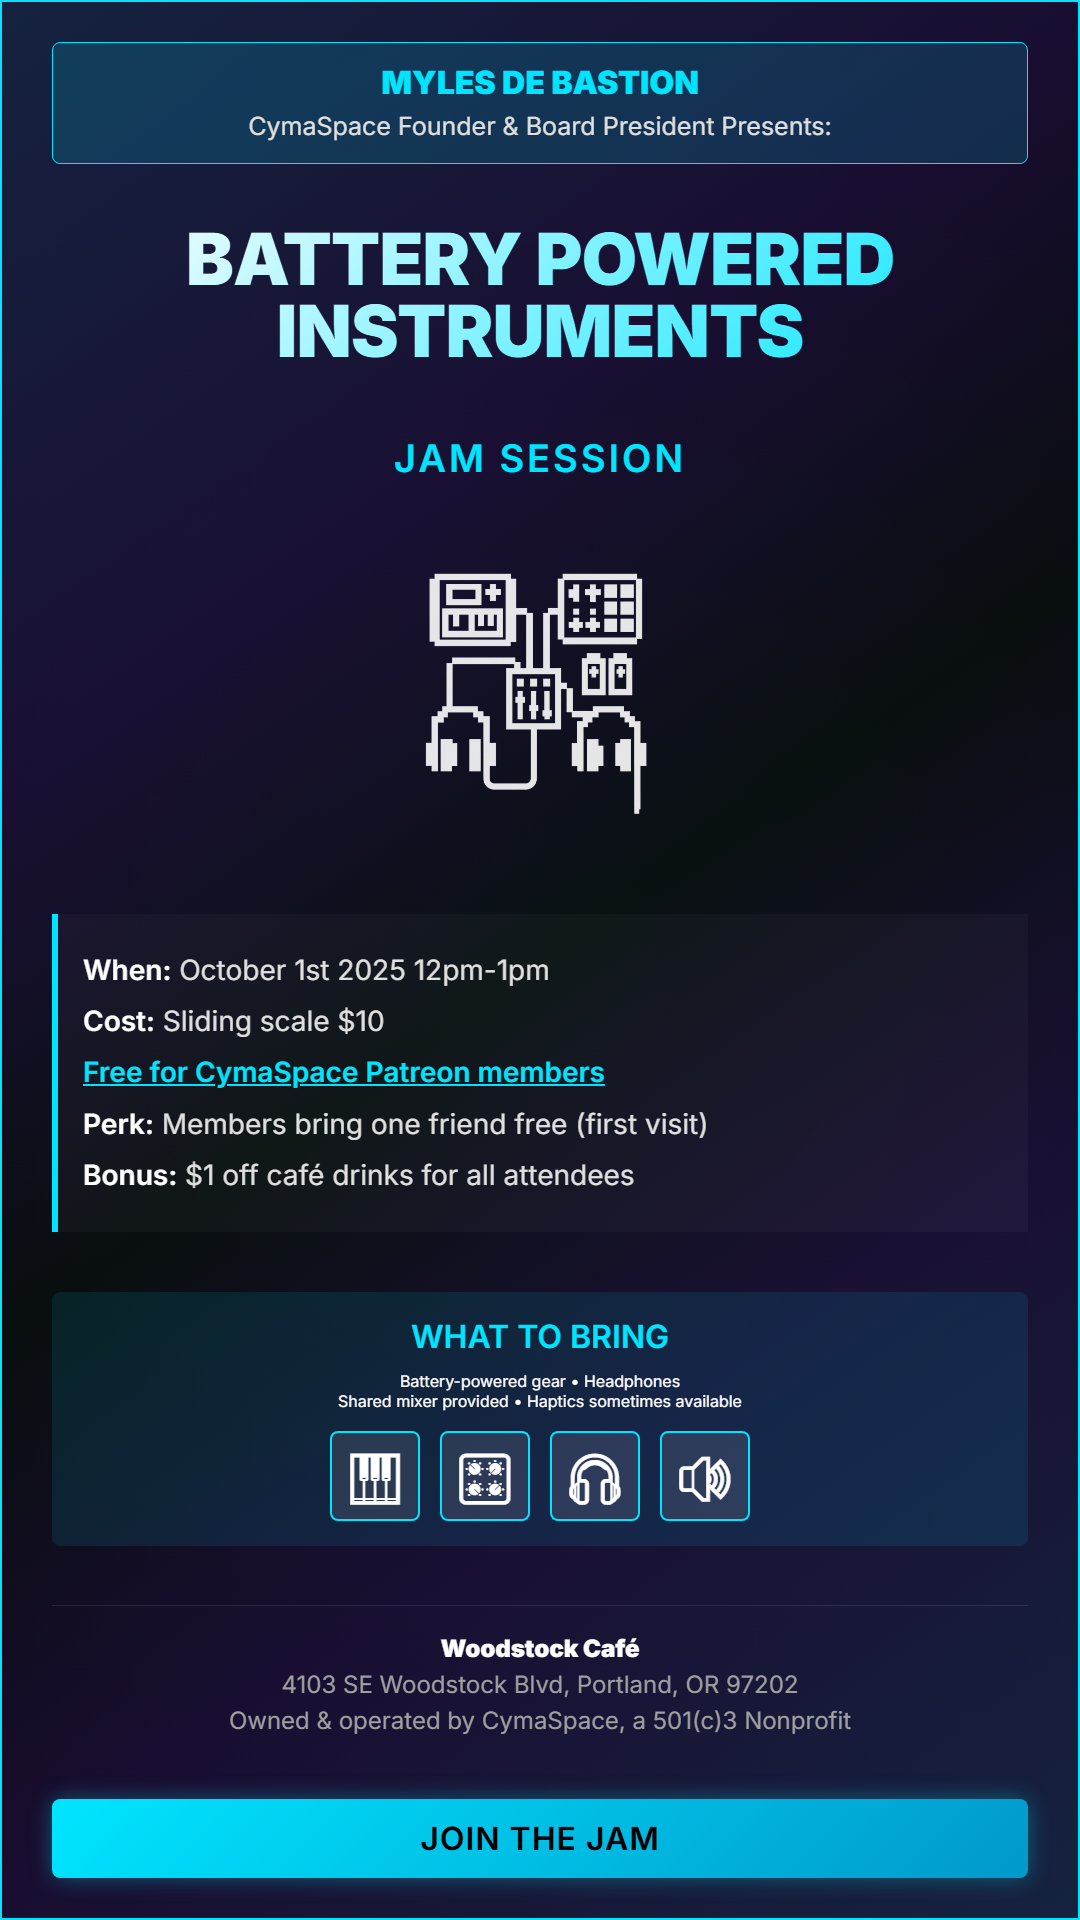 MYLES DE BASTION
CymaSpace Founder & Board President Presents:
BATTERY POWERED
INSTRUMENTS
JAM SESSION
When: October 1st 2025 12pm-1pm
Cost: Sliding scale $10
Free for CymaSpace Patreon members
Perk: Members bring one friend free (first visit)
Bonus: $1 off café drinks for all attendees
WHAT TO BRING
Battery-powered gear • Headphones
Shared mixer provided • Haptics sometimes available
Woodstock Café
4103 SE Woodstock Blvd, Portland, OR 97202
Owned & operated by CymaSpace, a 501(c)3 Nonprofit
JOIN THE JAM